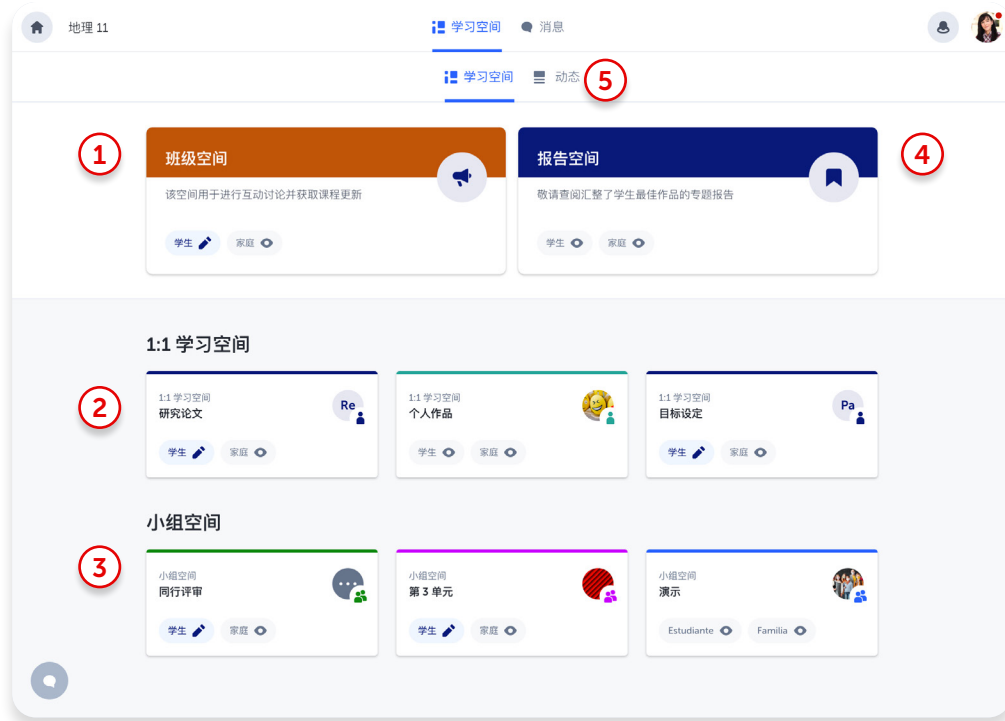 地理 11
学习空间 消息
学习空间 动态
5
1
班级空间
该空间用于进行互动讨论并获取课程更新
学生 家庭
报告空间
敬请查阅汇整了学生最佳作品的专题报告
学生 家庭
4
1:1 学习空间
2
1:1 学习空间
研究论文
Re
学生 家庭
1:1 学习空间
个人作品
学生 家庭
1:1 学习空间
目标设定
Pa
学生 家庭
小组空间
3
小组空间
同行评审
学生 家庭
小组空间
第 3 单元
学生 家庭
小组空间
演示
Estudiante Familia